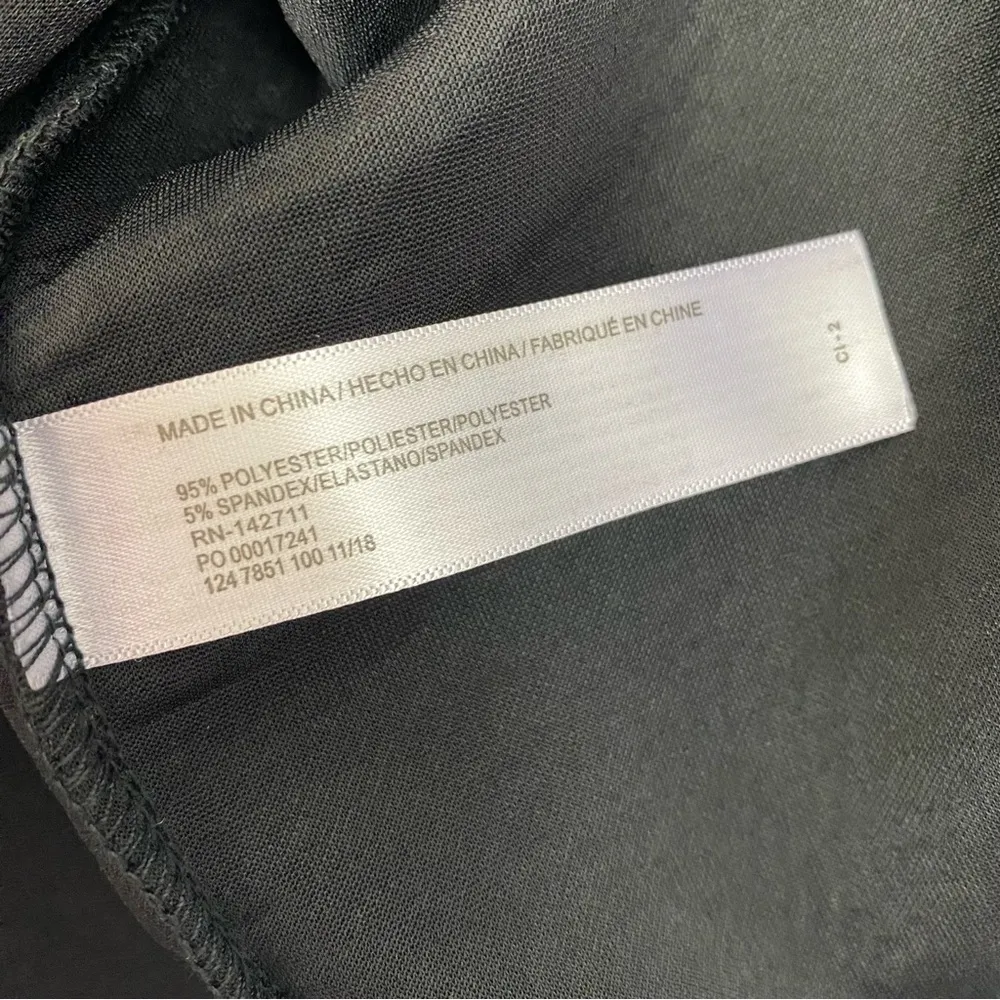 MADE IN CHINA / HECHO EN CHINA / FABRIQUÉ EN CHINE
95% POLYESTER/POLIESTER/POLYESTER
5% SPANDEX/ELASTANO/SPANDEX
RN-142711
PO 00017241
124 7851 100 11/18
CI-2